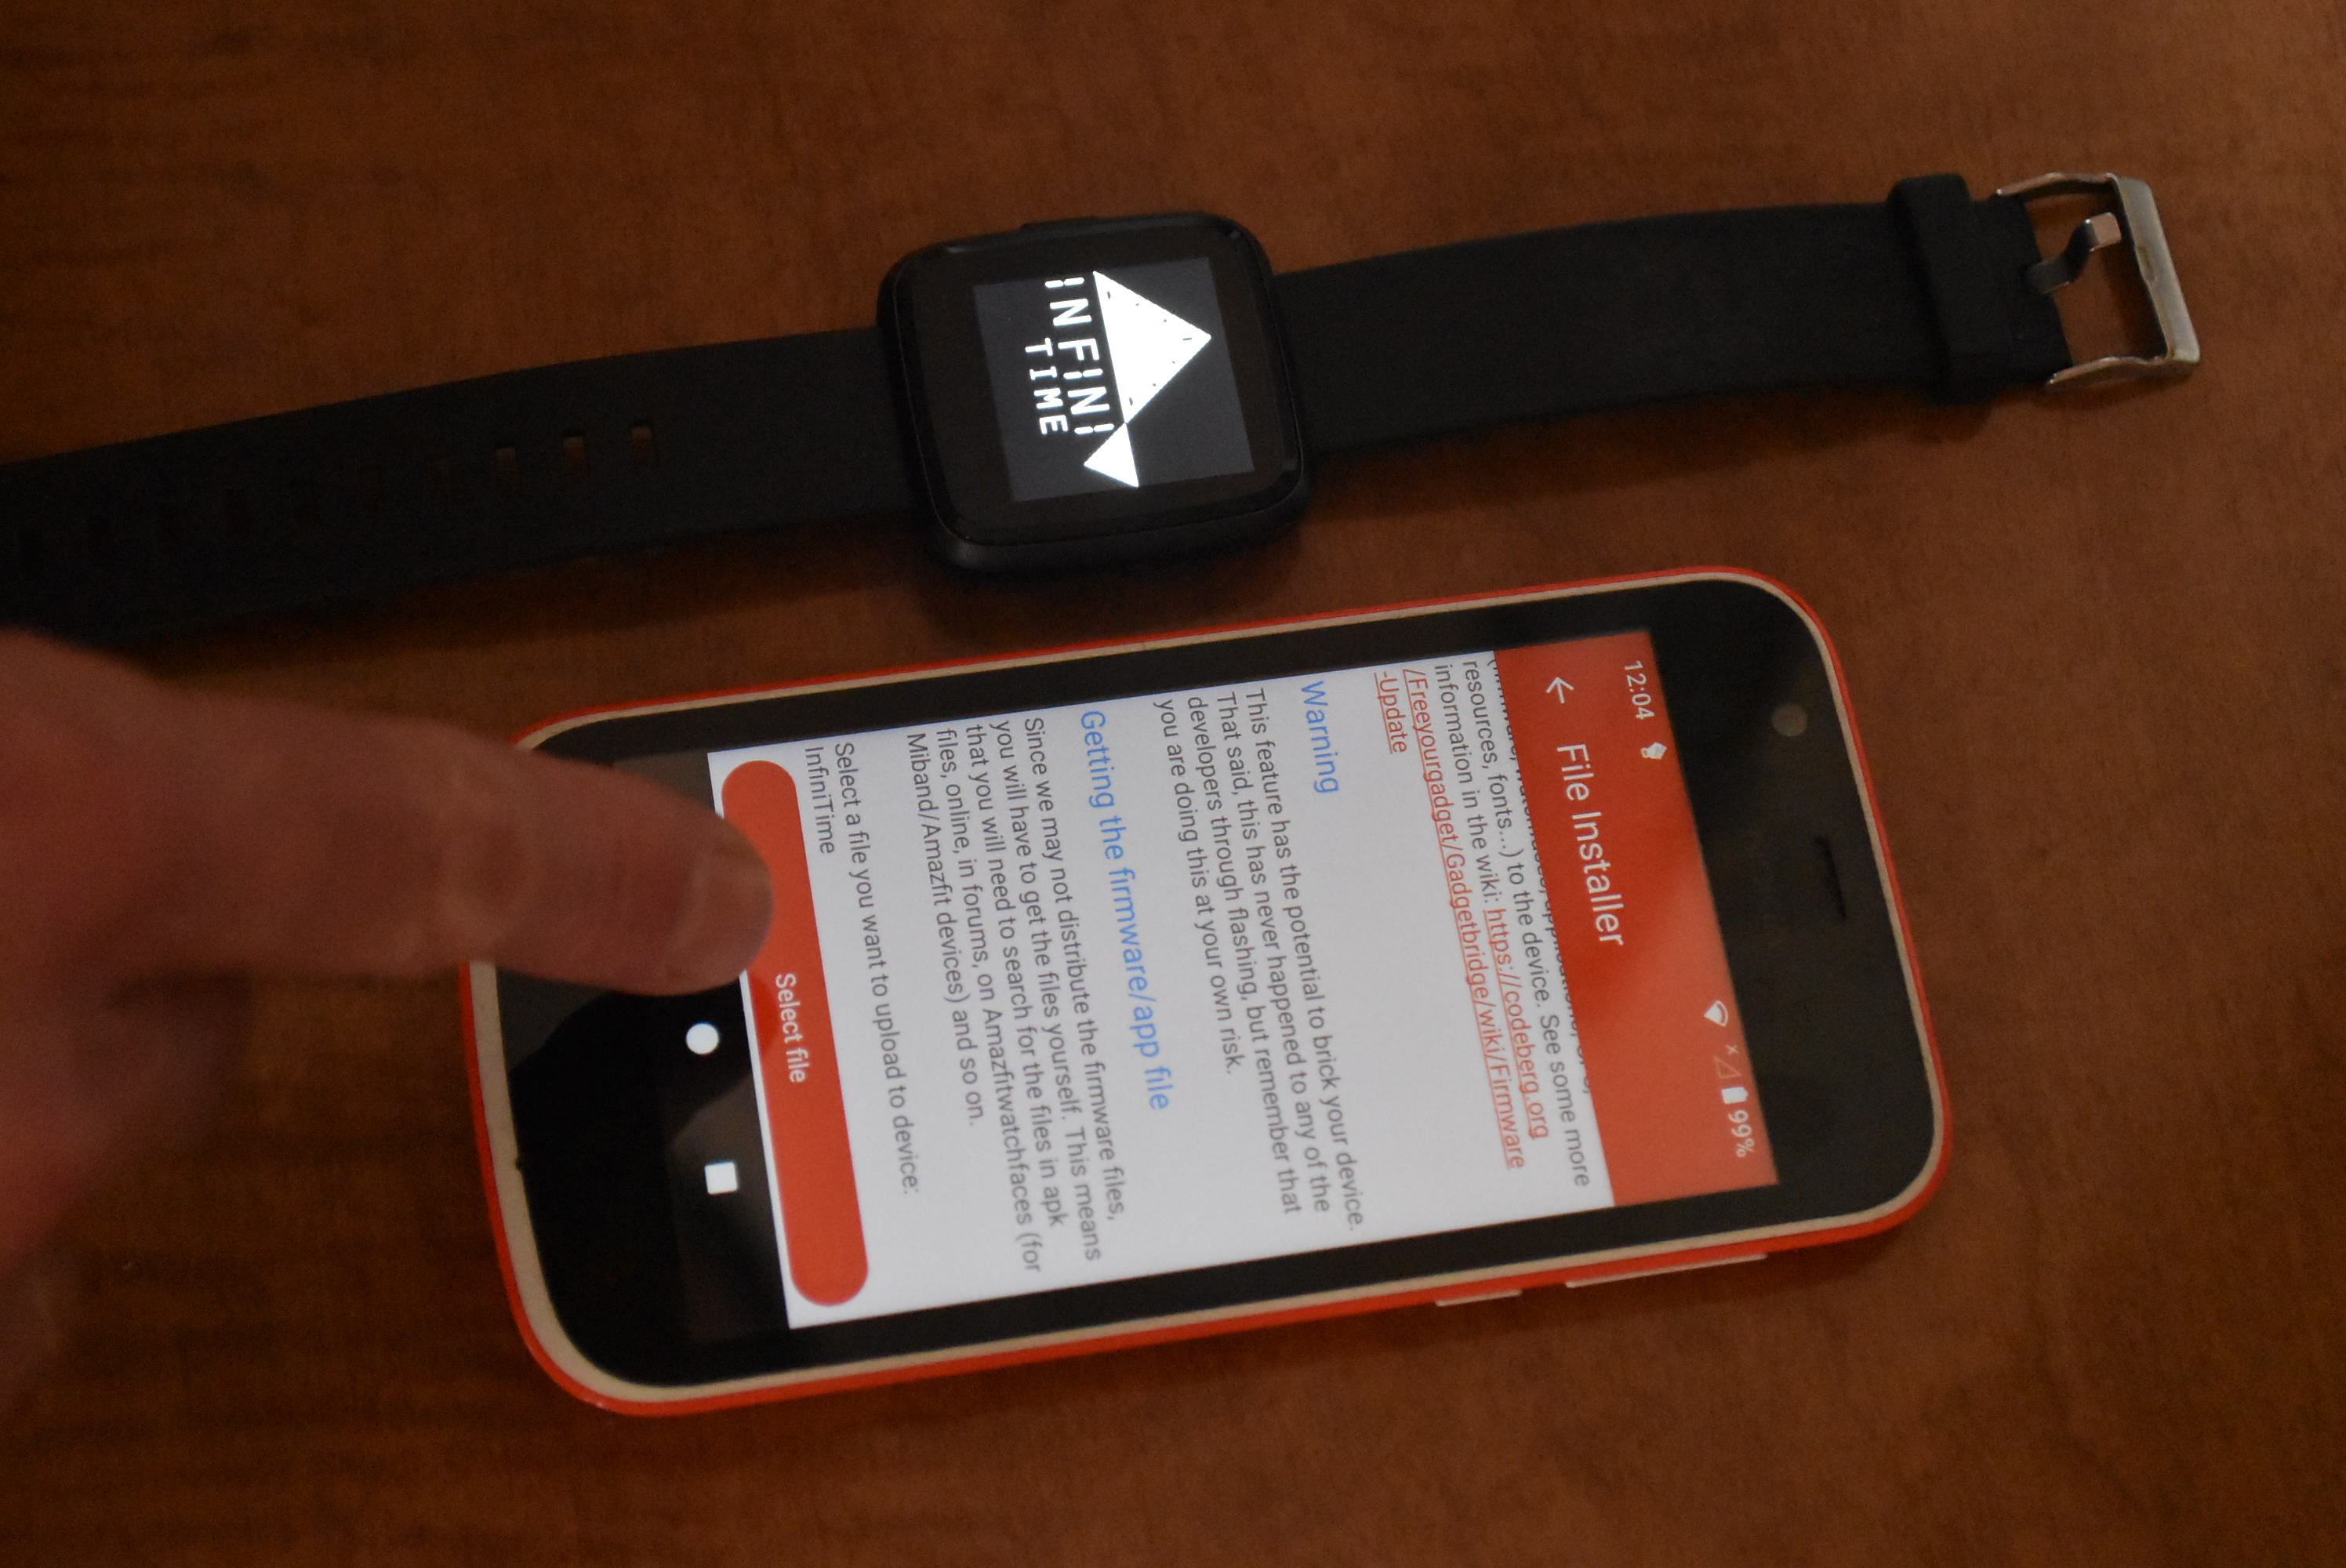 INFINI
TIME
12:04
99%
File Installer
resources, fonts...) to the device. See some more
information in the wiki: https://codeberg.org
/Freeyourgadget/Gadgetbridge/wiki/Firmware
-Update
Warning
This feature has the potential to brick your device.
That said, this has never happened to any of the
developers through flashing, but remember that
you are doing this at your own risk.
Getting the firmware/app file
Since we may not distribute the firmware files,
you will have to get the files yourself. This means
that you will need to search for the files in apk
files, online, in forums, on Amazfitwatchfaces (for
Miband/Amazfit devices) and so on.
Select a file you want to upload to device:
InfiniTime
Select file